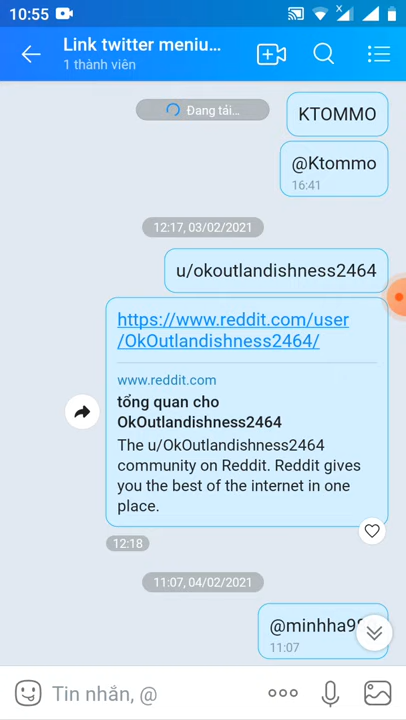 10:55
Link twitter meniu...
1 thành viên
Đang tải...
KTOMMO
@Ktommo
16:41
12:17, 03/02/2021
u/okoutlandishness2464
https://www.reddit.com/user
/OkOutlandishness2464/
www.reddit.com
tổng quan cho
OkOutlandishness2464
The u/OkOutlandishness2464
community on Reddit. Reddit gives
you the best of the internet in one
place.
12:18
11:07, 04/02/2021
11:07
Tin nhắn, @